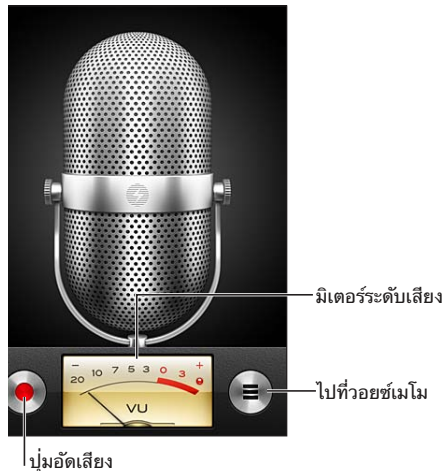 มิเตอร์ระดับเสียง
− +
20 10 7 5 3 0 3
VU
ไปที่วอยซ์เมโม
ปุ่มอัดเสียง